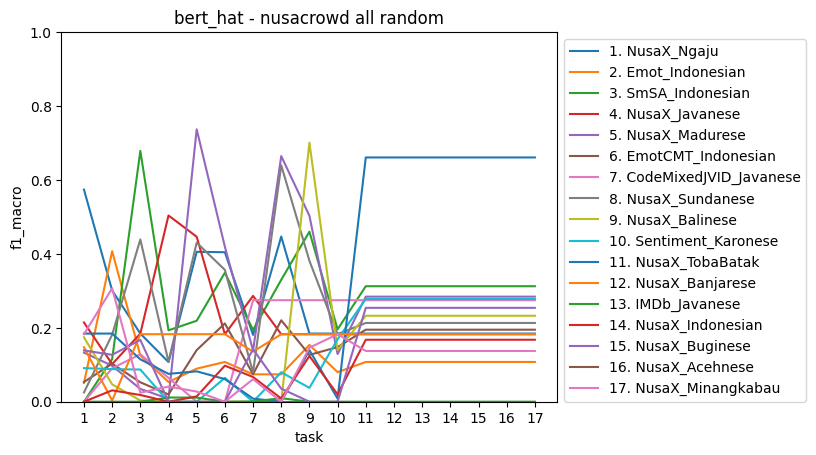 bert_hat - nusacrowd all random
1.0
0.8
0.6
0.4
0.2
0.0
f1_macro
1 2 3 4 5 6 7 8 9 10 11 12 13 14 15 16 17
task
1. NusaX_Ngaju
2. Emot_Indonesian
3. SmSA_Indonesian
4. NusaX_Javanese
5. NusaX_Madurese
6. EmotCMT_Indonesian
7. CodeMixedJVID_Javanese
8. NusaX_Sundanese
9. NusaX_Balinese
10. Sentiment_Karonese
11. NusaX_TobaBatak
12. NusaX_Banjarese
13. IMDb_Javanese
14. NusaX_Indonesian
15. NusaX_Buginese
16. NusaX_Acehnese
17. NusaX_Minangkabau